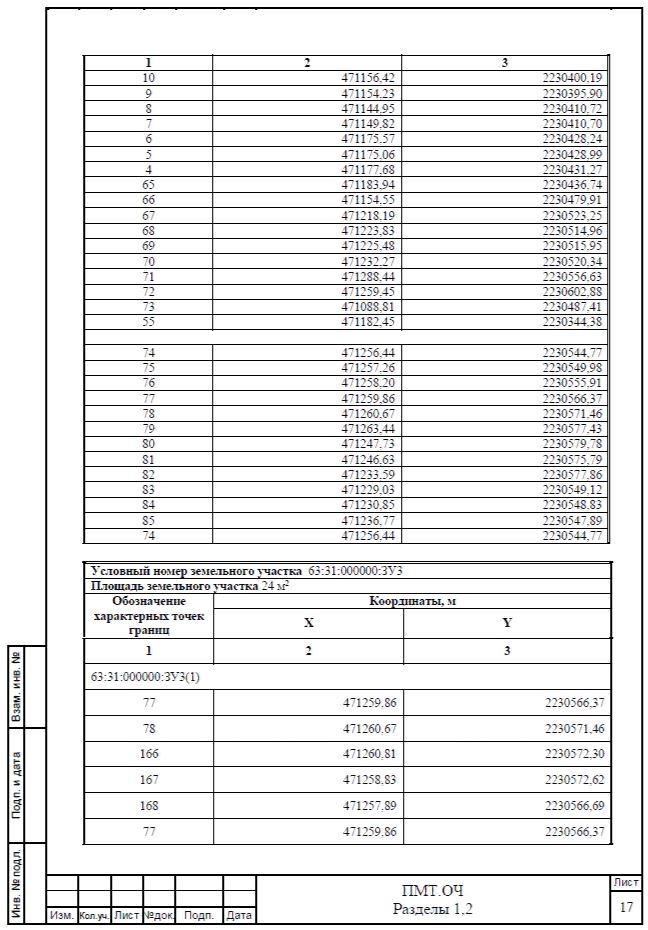 1 2 3
10 471156,42 2230400,19
9 471154,23 2230395,90
8 471144,95 2230410,72
7 471149,82 2230410,70
6 471175,57 2230428,24
5 471175,06 2230428,99
4 471177,68 2230431,27
65 471183,94 2230436,74
66 471154,55 2230479,91
67 471218,19 2230523,25
68 471223,83 2230514,96
69 471225,48 2230515,95
70 471232,27 2230520,34
71 471288,44 2230556,63
72 471259,45 2230602,88
73 471088,81 2230487,41
55 471182,45 2230344,38
74 471256,44 2230544,77
75 471257,26 2230549,98
76 471258,20 2230555,91
77 471259,86 2230566,37
78 471260,67 2230571,46
79 471263,44 2230577,43
80 471247,73 2230579,78
81 471246,63 2230575,79
82 471233,59 2230577,86
83 471229,03 2230549,12
84 471230,85 2230548,83
85 471236,77 2230547,89
74 471256,44 2230544,77
Условный номер земельного участка 63:31:000000:ЗУ3
Площадь земельного участка 24 м²
Обозначение характерных точек границ
Координаты, м
X Y
1 2 3
63:31:000000:ЗУ3(1)
77 471259,86 2230566,37
78 471260,67 2230571,46
166 471260,81 2230572,30
167 471258,83 2230572,62
168 471257,89 2230566,69
77 471259,86 2230566,37
Взам. инв. №
Подп. и дата
Инв. № подл.
Изм. Кол.уч. Лист №док. Подп. Дата
ПМТ.ОЧ
Разделы 1,2
Лист
17